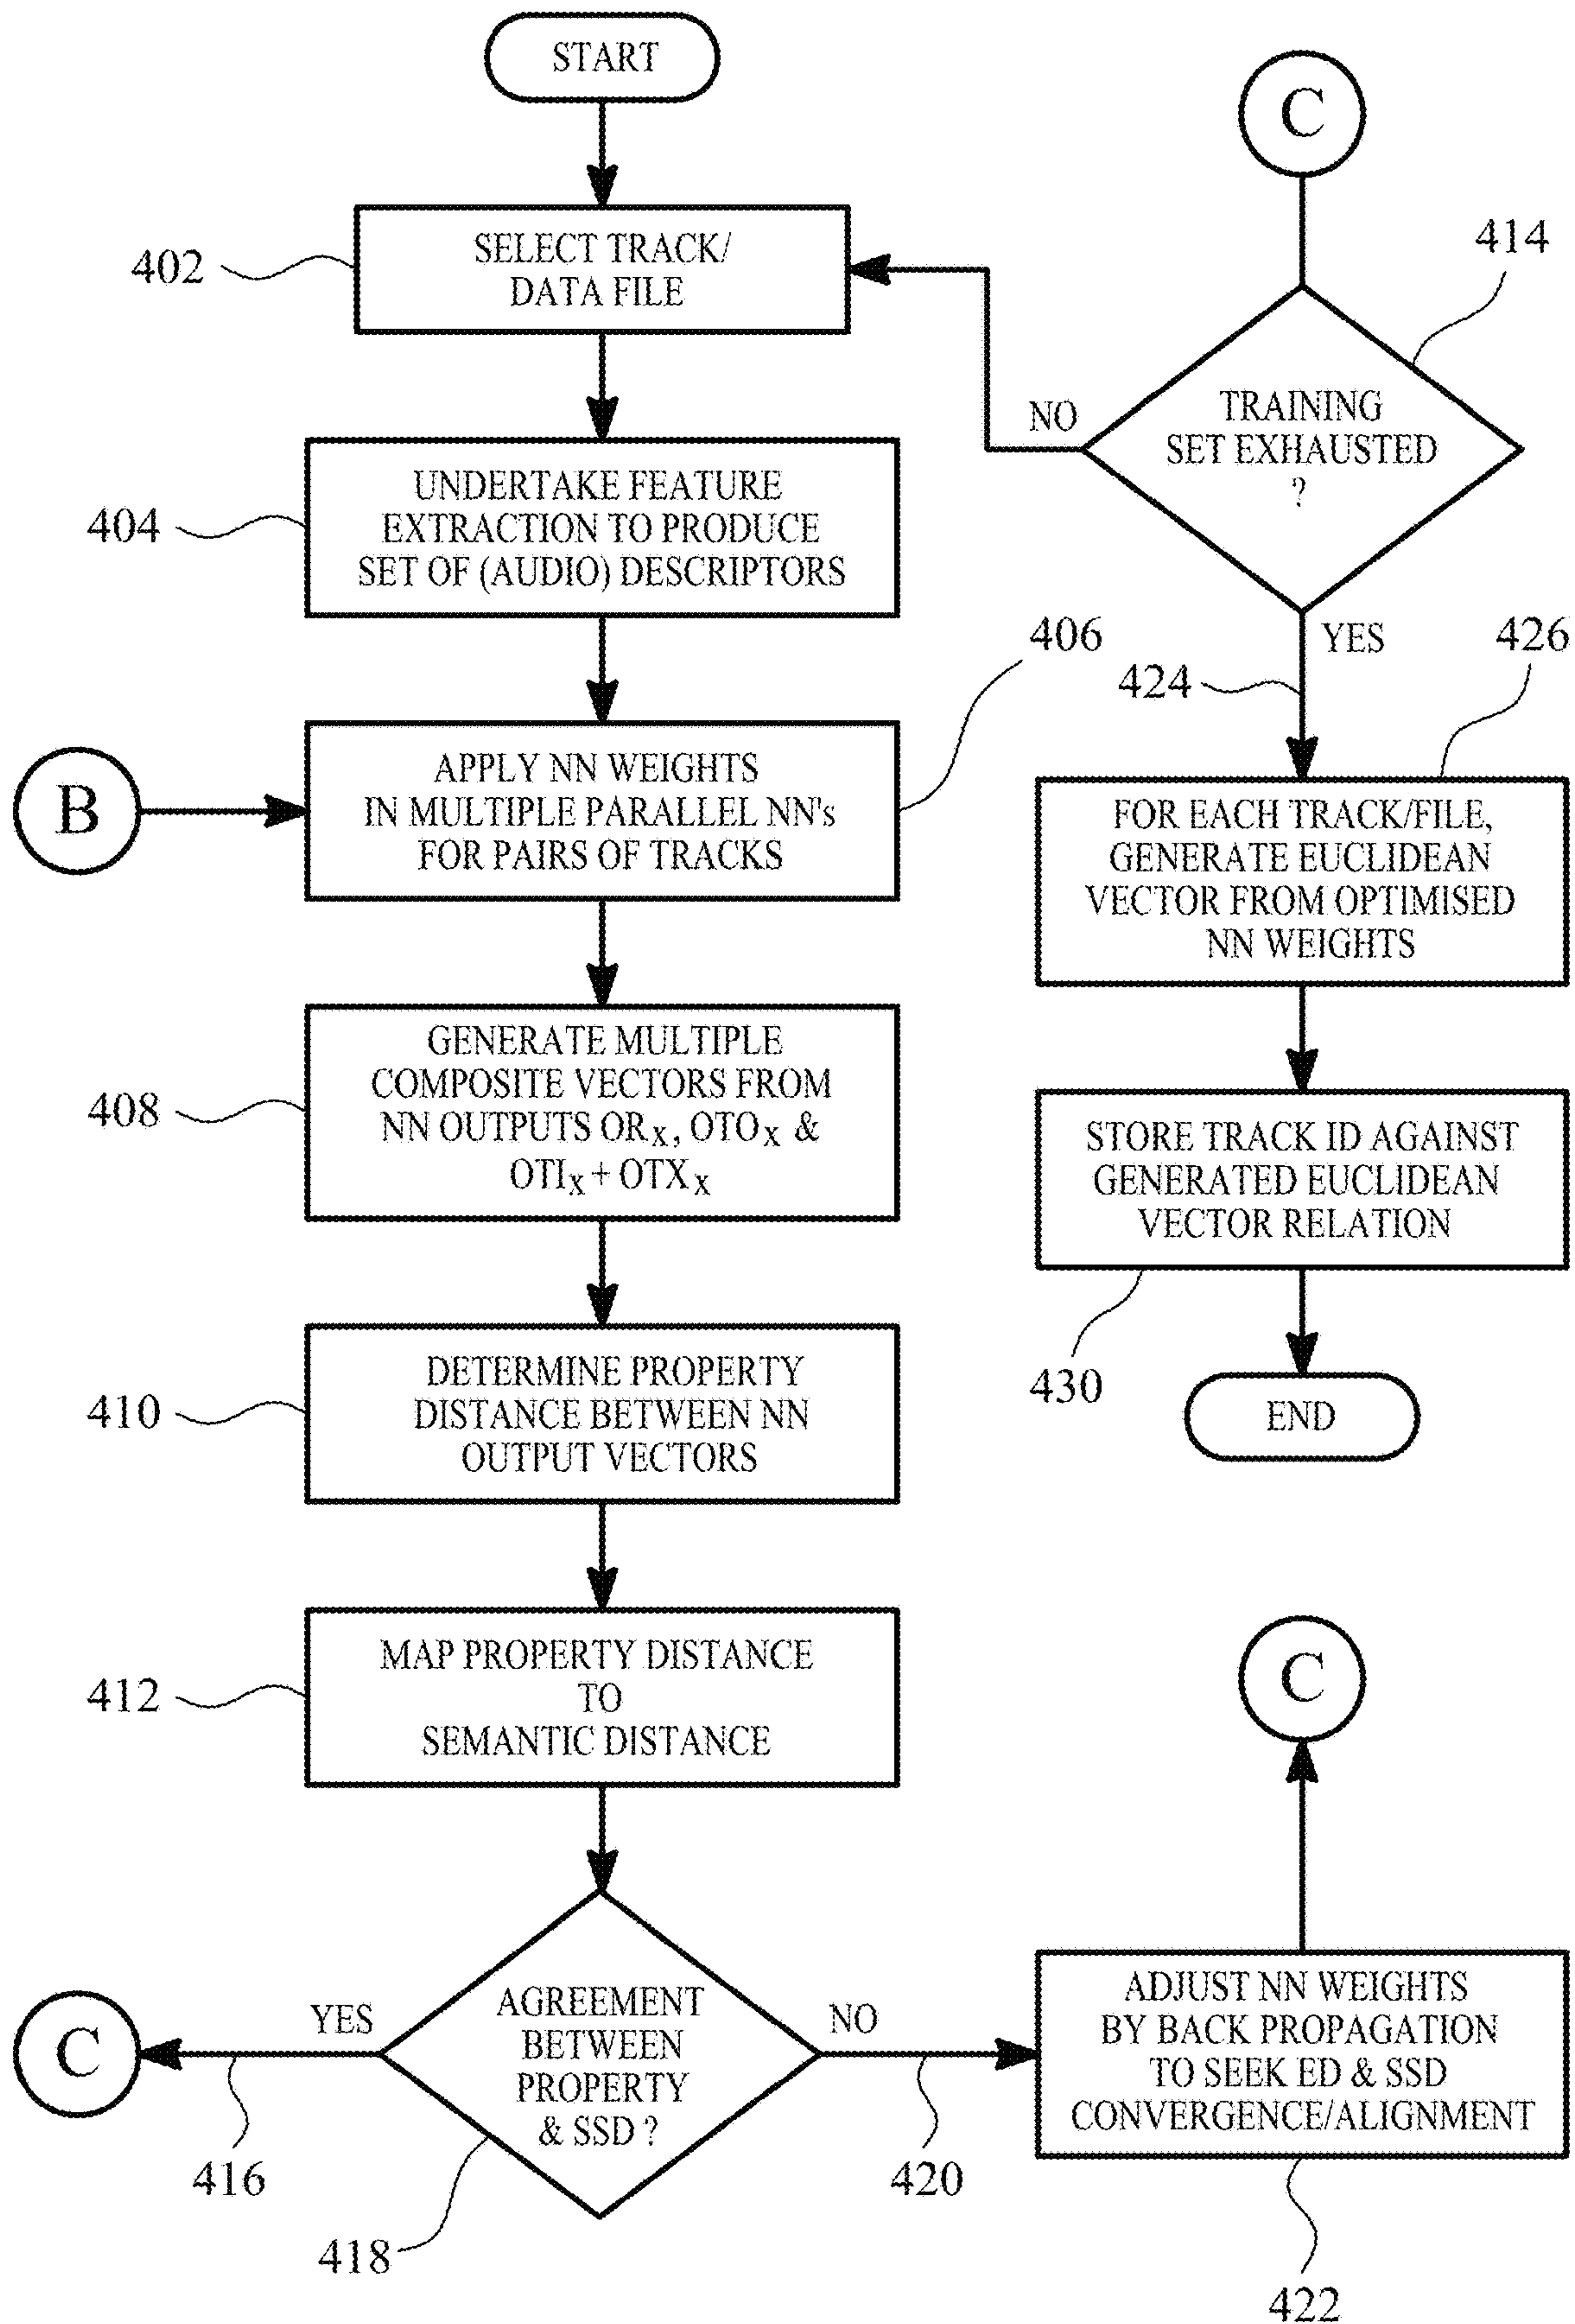 START
402
SELECT TRACK/
DATA FILE
404
UNDERTAKE FEATURE
EXTRACTION TO PRODUCE
SET OF (AUDIO) DESCRIPTORS
B
406
APPLY NN WEIGHTS
IN MULTIPLE PARALLEL NN's
FOR PAIRS OF TRACKS
408
GENERATE MULTIPLE
COMPOSITE VECTORS FROM
NN OUTPUTS ORX, OTOX &
OTIX + OTXX
410
DETERMINE PROPERTY
DISTANCE BETWEEN NN
OUTPUT VECTORS
412
MAP PROPERTY DISTANCE
TO
SEMANTIC DISTANCE
AGREEMENT
BETWEEN
PROPERTY
& SSD ?
418
YES
416
C
NO
420
ADJUST NN WEIGHTS
BY BACK PROPAGATION
TO SEEK ED & SSD
CONVERGENCE/ALIGNMENT
422
C
C
414
TRAINING
SET EXHAUSTED
?
NO
YES
424
426
FOR EACH TRACK/FILE,
GENERATE EUCLIDEAN
VECTOR FROM OPTIMISED
NN WEIGHTS
STORE TRACK ID AGAINST
GENERATED EUCLIDEAN
VECTOR RELATION
430
END